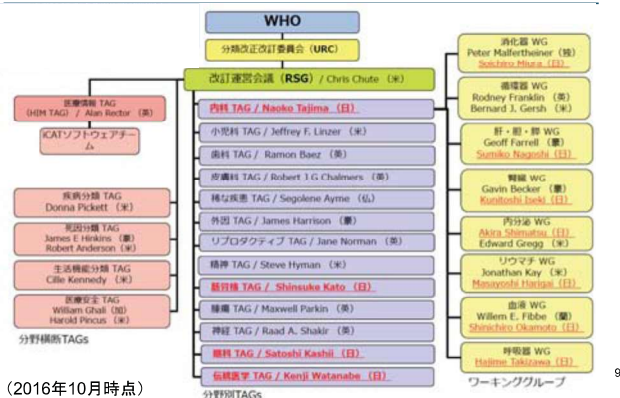 WHO
分類改正改訂委員会（URC）
改訂運営会議（RSG）/ Chris Chute（米）
医療情報 TAG
（HIM TAG）/ Alan Rector（英）
iCATソフトウェアチー
ム
疾病分類 TAG
Donna Pickett（米）
死因分類 TAG
James E Hinkins（豪）
Robert Anderson（米）
生活機能分類 TAG
Cille Kennedy（米）
医療安全 TAG
William Ghali（加）
Harold Pincus（米）
分野横断TAGs
（2016年10月時点）
内科 TAG / Naoko Tajima（日）
小児科 TAG / Jeffrey F. Linzer（米）
歯科 TAG / Ramon Baez（英）
皮膚科 TAG / Robert J G Chalmers（英）
稀な疾患 TAG / Segolene Ayme（仏）
外因 TAG / James Harrison（豪）
リプロダクティブ TAG / Jane Norman（英）
精神 TAG / Steve Hyman（米）
筋骨格 TAG / Shinsuke Kato（日）
腫瘍 TAG / Maxwell Parkin（英）
神経 TAG / Raad A. Shakir（英）
眼科 TAG / Satoshi Kashii（日）
伝統医学 TAG / Kenji Watanabe（日）
分野別TAGs
消化器 WG
Peter Malfertheiner（独）
Soichiro Miura（日）
循環器 WG
Rodney Franklin（英）
Bernard J. Gersh（米）
肝・胆・膵 WG
Geoff Farrell（豪）
Sumiko Nagoshi（日）
腎臓 WG
Gavin Becker（豪）
Kunitoshi Iseki（日）
内分泌 WG
Akira Shimatsu（日）
Edward Gregg（米）
リウマチ WG
Jonathan Kay（米）
Masayoshi Harigai（日）
血液 WG
Willem E. Fibbe（蘭）
Shinichiro Okamoto（日）
呼吸器 WG
Hajime Takizawa（日）
ワーキンググループ
9